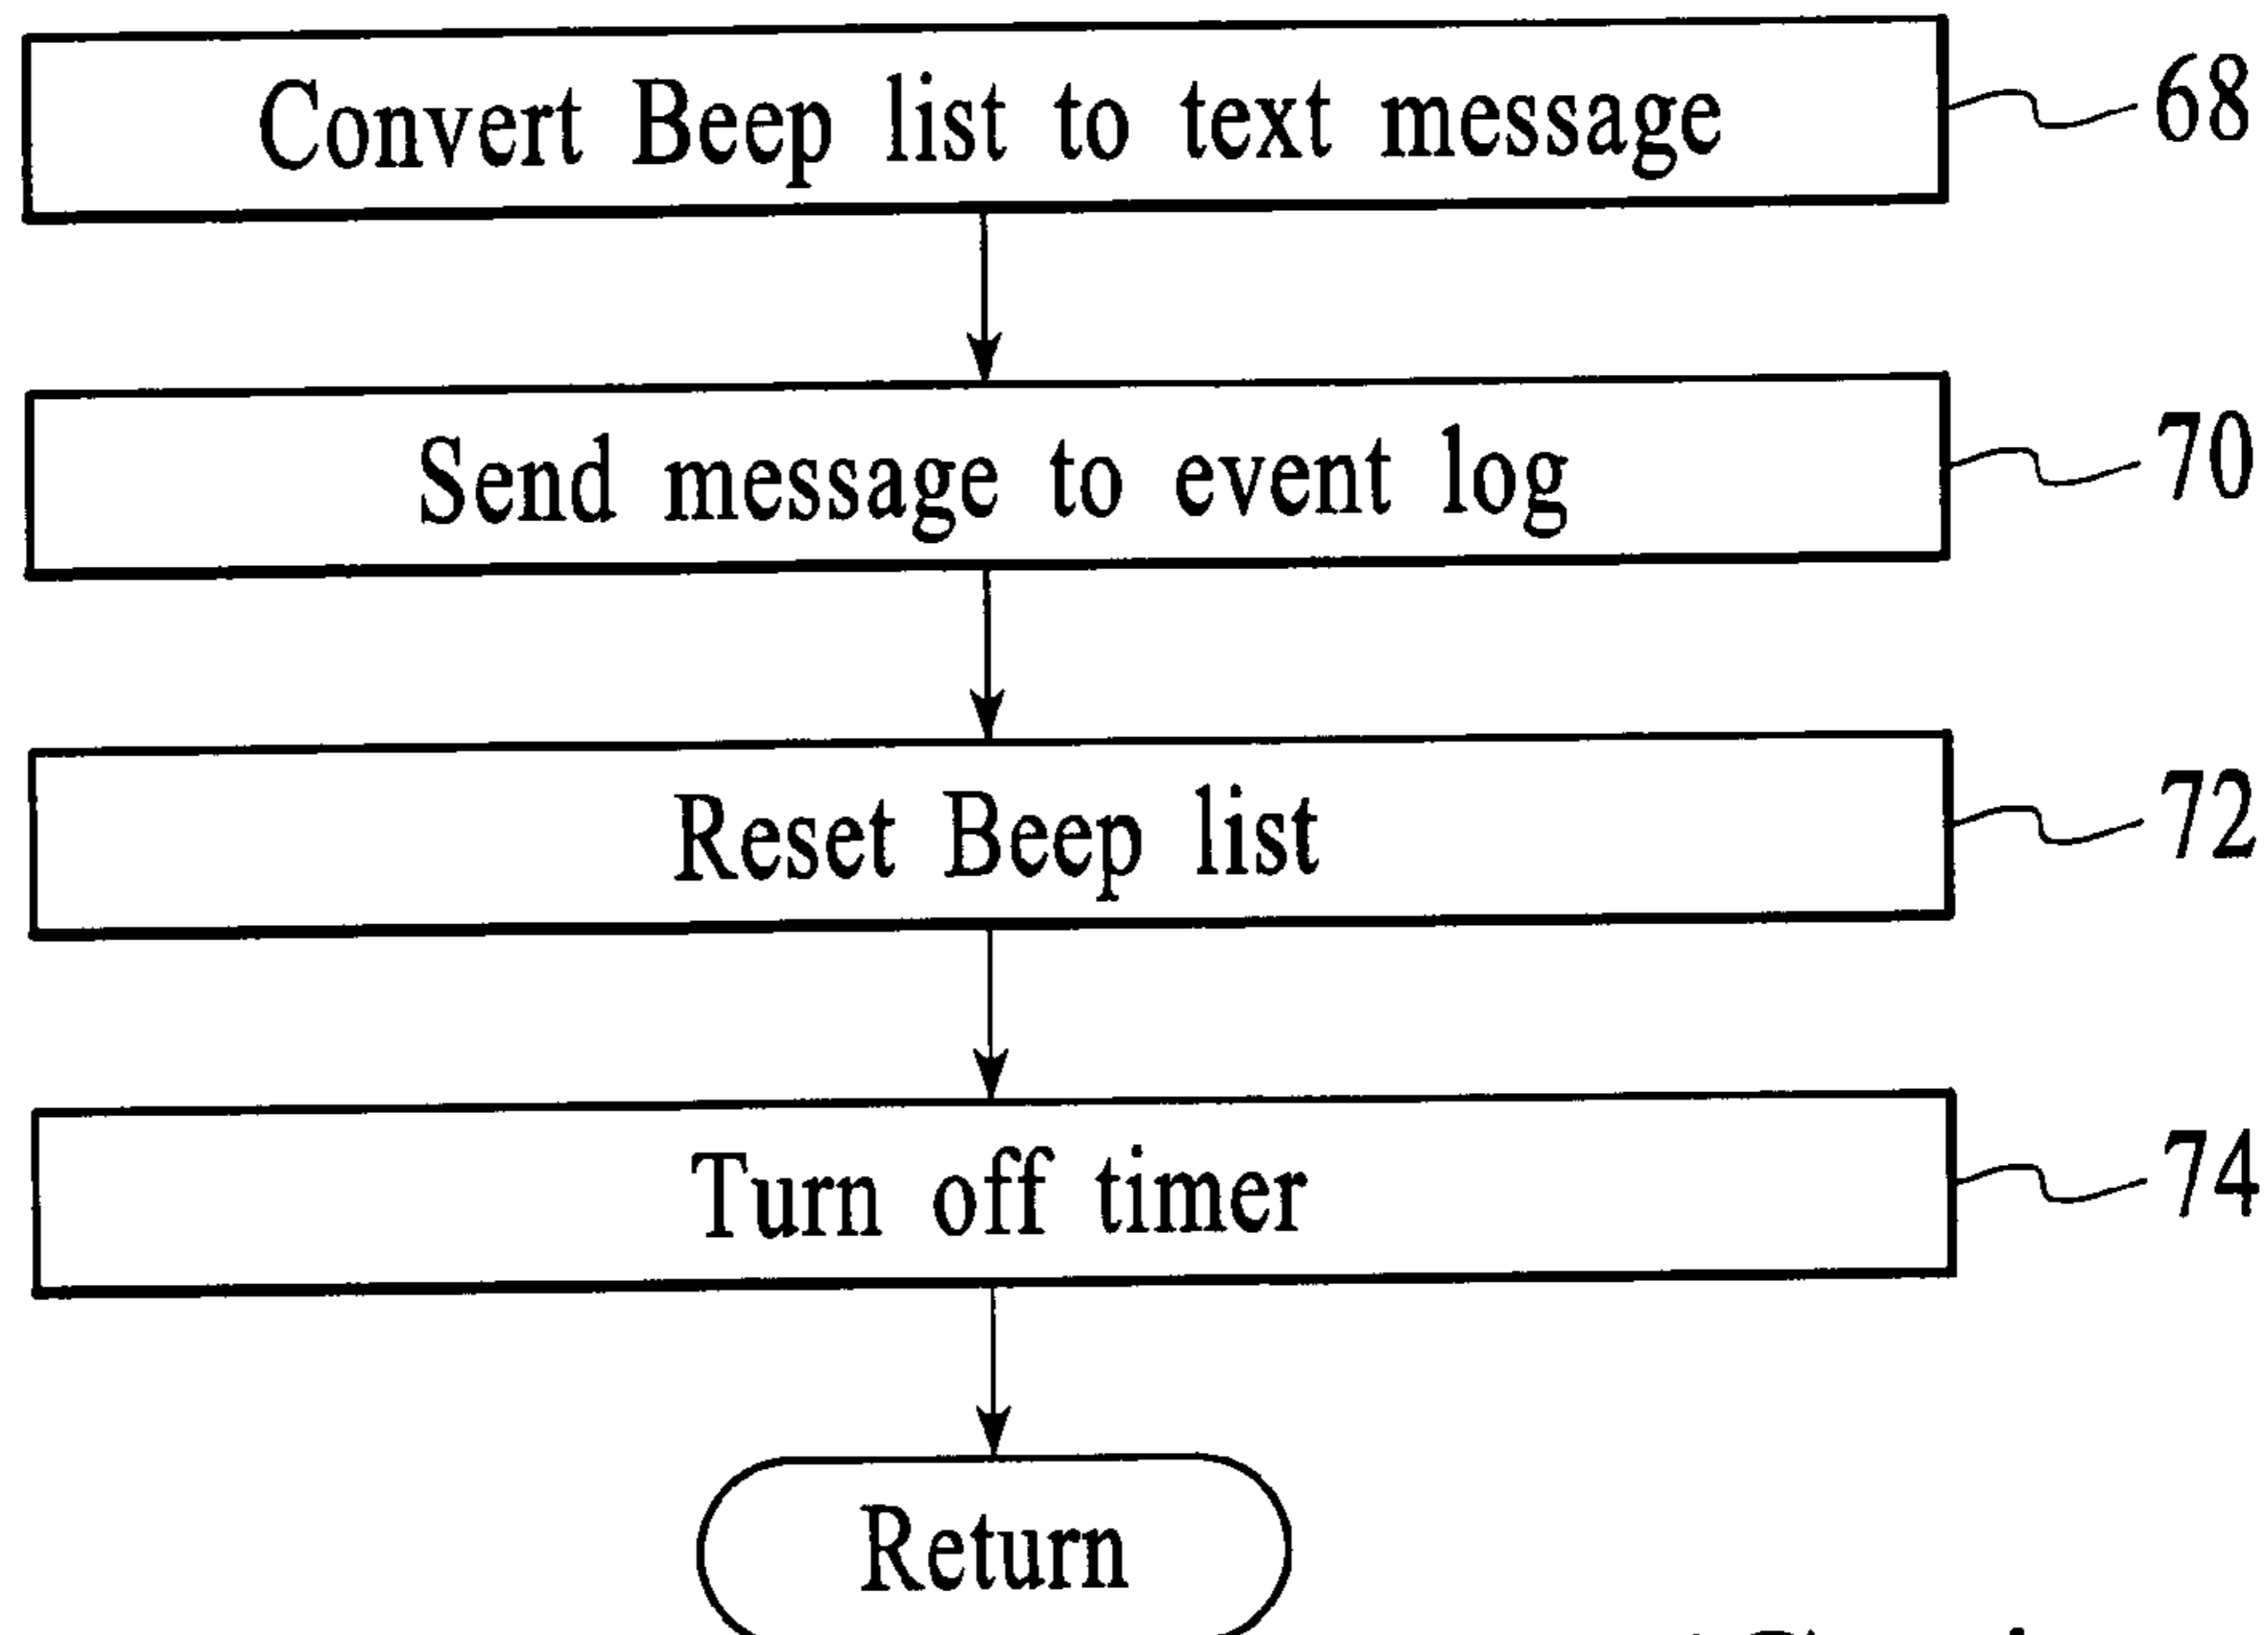 Convert Beep list to text message
68
Send message to event log
70
Reset Beep list
72
Turn off timer
74
Return